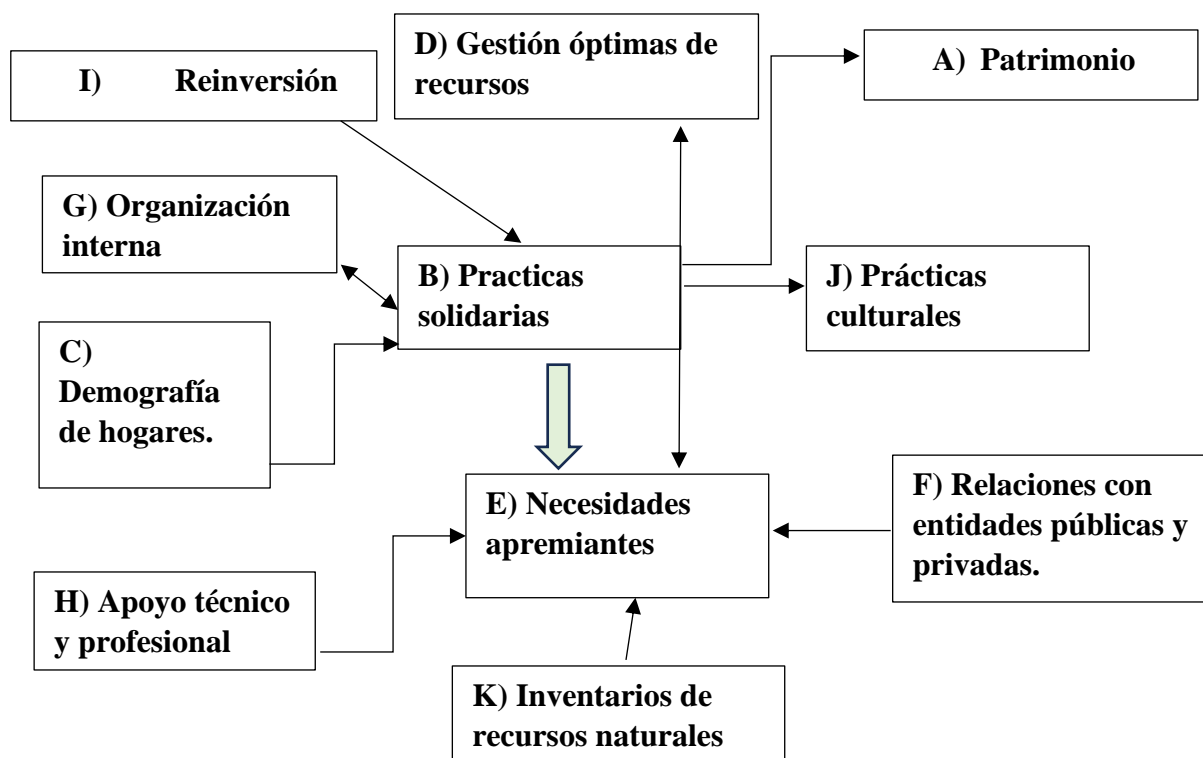 D) Gestión óptimas de
recursos
A) Patrimonio
I) Reinversión
G) Organización
interna
B) Practicas
solidarias
J) Prácticas
culturales
C)
Demografía
de hogares.
E) Necesidades
apremiantes
F) Relaciones con
entidades públicas y
privadas.
H) Apoyo técnico
y profesional
K) Inventarios de
recursos naturales